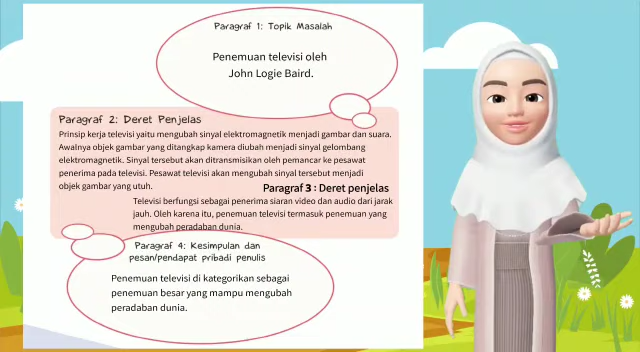 Paragraf 1: Topik Masalah
Penemuan televisi oleh
John Logie Baird.
Paragraf 2: Deret Penjelas
Prinsip kerja televisi yaitu mengubah sinyal elektromagnetik menjadi gambar dan suara.
Awalnya objek gambar yang ditangkap kamera diubah menjadi sinyal gelombang
elektromagnetik. Sinyal tersebut akan ditransmisikan oleh pemancar ke pesawat
penerima pada televisi. Pesawat televisi akan mengubah sinyal tersebut menjadi
objek gambar yang utuh.
Paragraf 3 : Deret penjelas
Televisi berfungsi sebagai penerima siaran video dan audio dari jarak
jauh. Oleh karena itu, penemuan televisi termasuk penemuan yang
mengubah peradaban dunia.
Paragraf 4: Kesimpulan dan
pesan/pendapat pribadi penulis
Penemuan televisi di kategorikan sebagai
penemuan besar yang mampu mengubah
peradaban dunia.